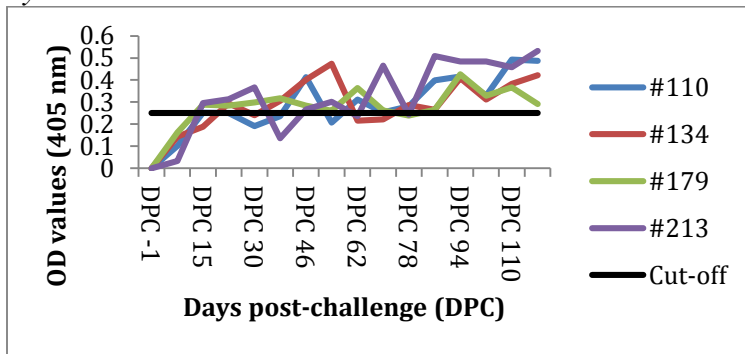 OD values (405 nm)
0.6
0.5
0.4
0.3
0.2
0.1
0
DPC -1
DPC 15
DPC 30
DPC 46
DPC 62
DPC 78
DPC 94
DPC 110
Days post-challenge (DPC)
#110
#134
#179
#213
Cut-off